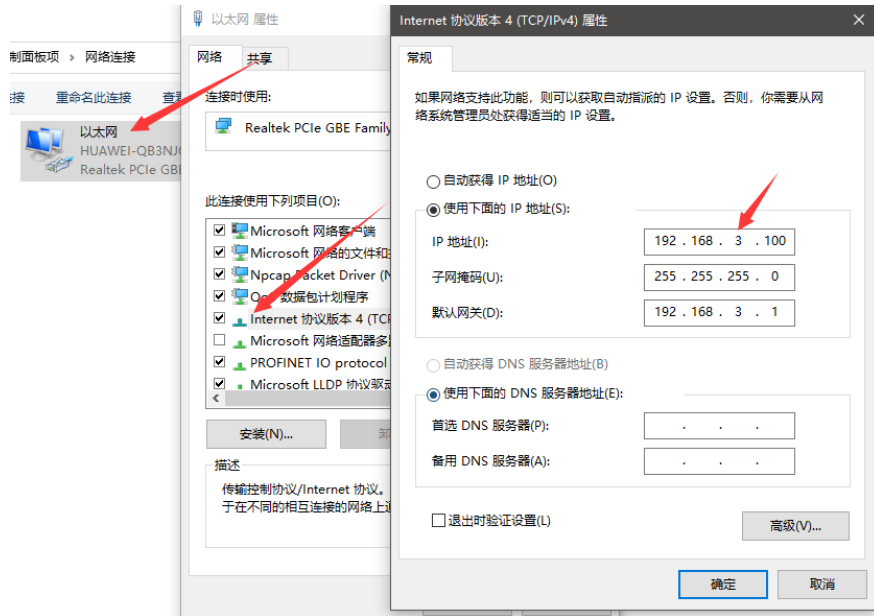 制面板项 › 网络连接
重命名此连接
以太网
HUAWEI-QB3NJ
Realtek PCIe GBE
以太网 属性
网络
共享
连接时使用:
Realtek PCIe GBE Family
此连接使用下列项目(O):
Microsoft 网络客户端
Microsoft 网络的文件和
Npcap Packet Driver (N
QoS 数据包计划程序
Internet 协议版本 4 (TCP
Microsoft 网络适配器多
PROFINET IO protocol
Microsoft LLDP 协议驱动
安装(N)...
卸
描述
传输控制协议/Internet 协议。
于在不同的相互连接的网络上通
Internet 协议版本 4 (TCP/IPv4) 属性
常规
如果网络支持此功能，则可以获取自动指派的 IP 设置。否则，你需要从网
络系统管理员处获得适当的 IP 设置。
自动获得 IP 地址(O)
使用下面的 IP 地址(S):
IP 地址(I):
192 . 168 . 3 . 100
子网掩码(U):
255 . 255 . 255 . 0
默认网关(D):
192 . 168 . 3 . 1
自动获得 DNS 服务器地址(B)
使用下面的 DNS 服务器地址(E):
首选 DNS 服务器(P):
. . .
备用 DNS 服务器(A):
. . .
退出时验证设置(L)
高级(V)...
确定
取消